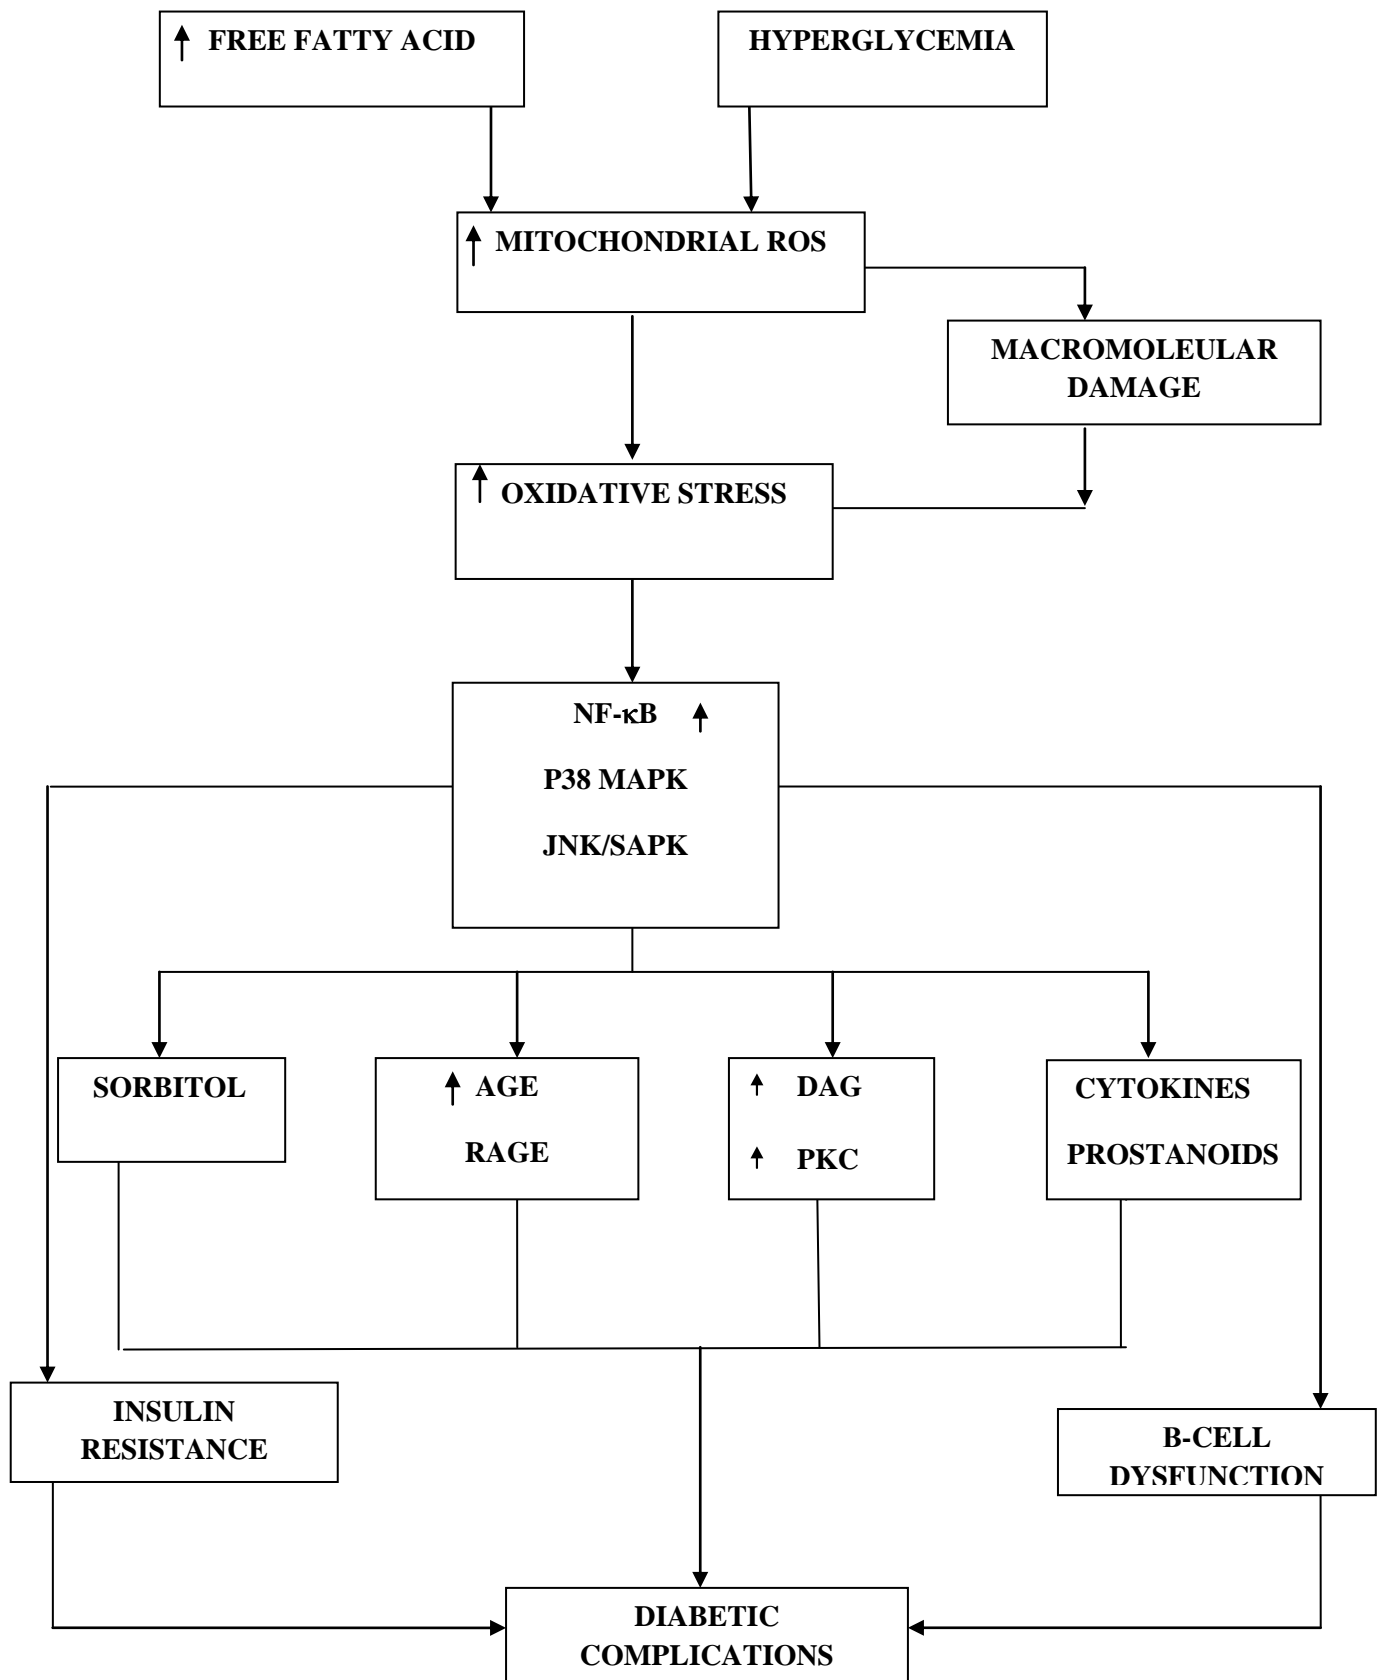 FREE FATTY ACID
HYPERGLYCEMIA
MITOCHONDRIAL ROS
MACROMOLEULAR
DAMAGE
OXIDATIVE STRESS
NF-κB
P38 MAPK
JNK/SAPK
SORBITOL
AGE
RAGE
DAG
PKC
CYTOKINES
PROSTANOIDS
INSULIN
RESISTANCE
B-CELL
DYSFUNCTION
DIABETIC
COMPLICATIONS